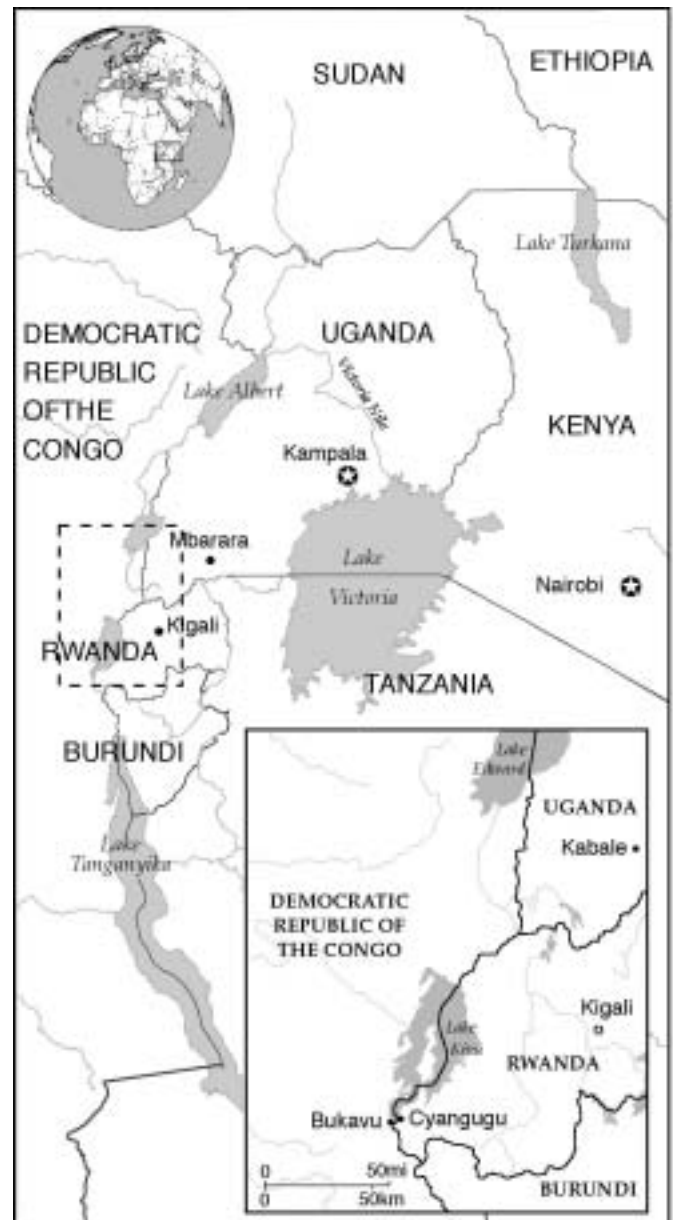 SUDAN
ETHIOPIA
Lake Turkana
DEMOCRATIC
REPUBLIC
OFTHE
CONGO
UGANDA
Lake Albert
Victoria Nile
KENYA
Kampala
Mbarara
Lake
Victoria
Nairobi
Kigali
RWANDA
TANZANIA
BURUNDI
Lake
Tanganyika
Lake
Edward
UGANDA
Kabale
DEMOCRATIC
REPUBLIC OF
THE CONGO
Kigali
Lake
Kivu
RWANDA
Bukavu
Cyangugu
0 50mi
0 50km
BURUNDI